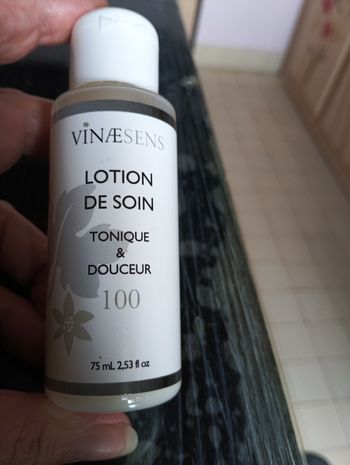 VINÆSENS
LOTION
DE SOIN
TONIQUE
&
DOUCEUR
100
75 mL 2,53 fl oz